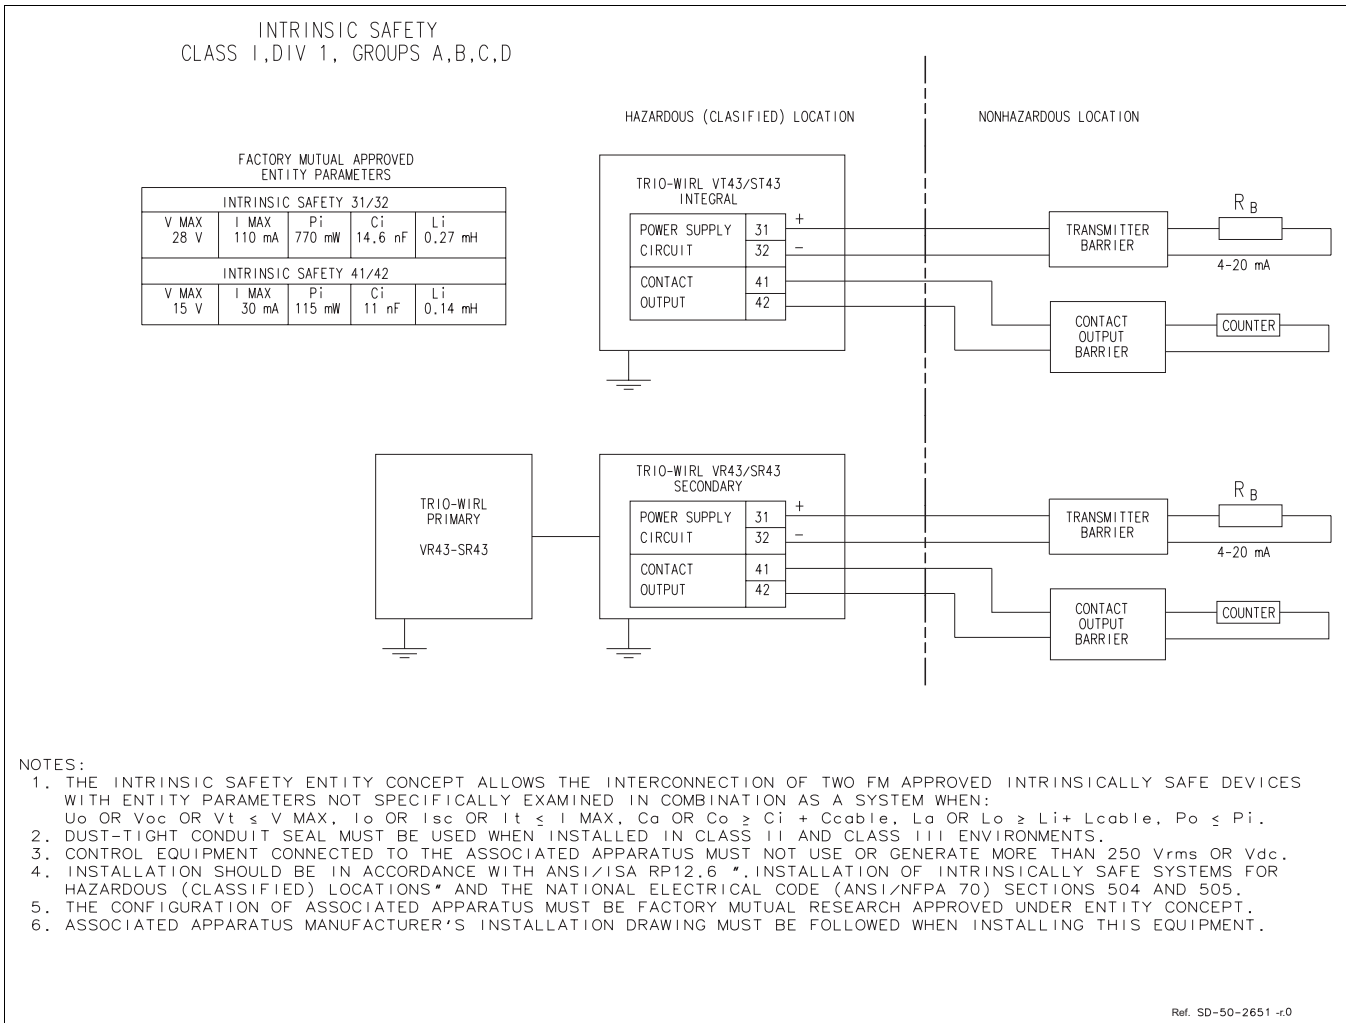 INTRINSIC SAFETY
CLASS I,DIV 1, GROUPS A,B,C,D
HAZARDOUS (CLASIFIED) LOCATION
NONHAZARDOUS LOCATION
FACTORY MUTUAL APPROVED
ENTITY PARAMETERS
INTRINSIC SAFETY 31/32
V MAX I MAX Pi Ci Li
28 V 110 mA 770 mW 14.6 nF 0.27 mH
INTRINSIC SAFETY 41/42
V MAX I MAX Pi Ci Li
15 V 30 mA 115 mW 11 nF 0.14 mH
TRIO-WIRL VT43/ST43
INTEGRAL
POWER SUPPLY 31 +
CIRCUIT 32 -
CONTACT 41
OUTPUT 42
TRANSMITTER
BARRIER
RB
4-20 mA
CONTACT
OUTPUT
BARRIER
COUNTER
TRIO-WIRL
PRIMARY
VR43-SR43
TRIO-WIRL VR43/SR43
SECONDARY
POWER SUPPLY 31 +
CIRCUIT 32 -
CONTACT 41
OUTPUT 42
TRANSMITTER
BARRIER
RB
4-20 mA
CONTACT
OUTPUT
BARRIER
COUNTER
NOTES:
1. THE INTRINSIC SAFETY ENTITY CONCEPT ALLOWS THE INTERCONNECTION OF TWO FM APPROVED INTRINSICALLY SAFE DEVICES
WITH ENTITY PARAMETERS NOT SPECIFICALLY EXAMINED IN COMBINATION AS A SYSTEM WHEN:
Uo OR Voc OR Vt ≤ V MAX, Io OR Isc OR It ≤ I MAX, Ca OR Co ≥ Ci + Ccable, La OR Lo ≥ Li+ Lcable, Po ≤ Pi.
2. DUST-TIGHT CONDUIT SEAL MUST BE USED WHEN INSTALLED IN CLASS II AND CLASS III ENVIRONMENTS.
3. CONTROL EQUIPMENT CONNECTED TO THE ASSOCIATED APPARATUS MUST NOT USE OR GENERATE MORE THAN 250 Vrms OR Vdc.
4. INSTALLATION SHOULD BE IN ACCORDANCE WITH ANSI/ISA RP12.6 ".INSTALLATION OF INTRINSICALLY SAFE SYSTEMS FOR
HAZARDOUS (CLASSIFIED) LOCATIONS" AND THE NATIONAL ELECTRICAL CODE (ANSI/NFPA 70) SECTIONS 504 AND 505.
5. THE CONFIGURATION OF ASSOCIATED APPARATUS MUST BE FACTORY MUTUAL RESEARCH APPROVED UNDER ENTITY CONCEPT.
6. ASSOCIATED APPARATUS MANUFACTURER'S INSTALLATION DRAWING MUST BE FOLLOWED WHEN INSTALLING THIS EQUIPMENT.
Ref. SD-50-2651 -r.0